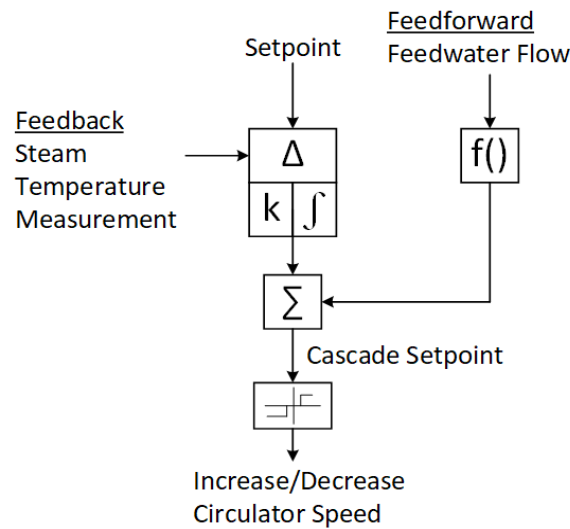 Feedforward
Setpoint
Feedwater Flow
Feedback
Steam
Temperature
Measurement
Δ
f()
k ∫
Σ
Cascade Setpoint
Increase/Decrease
Circulator Speed